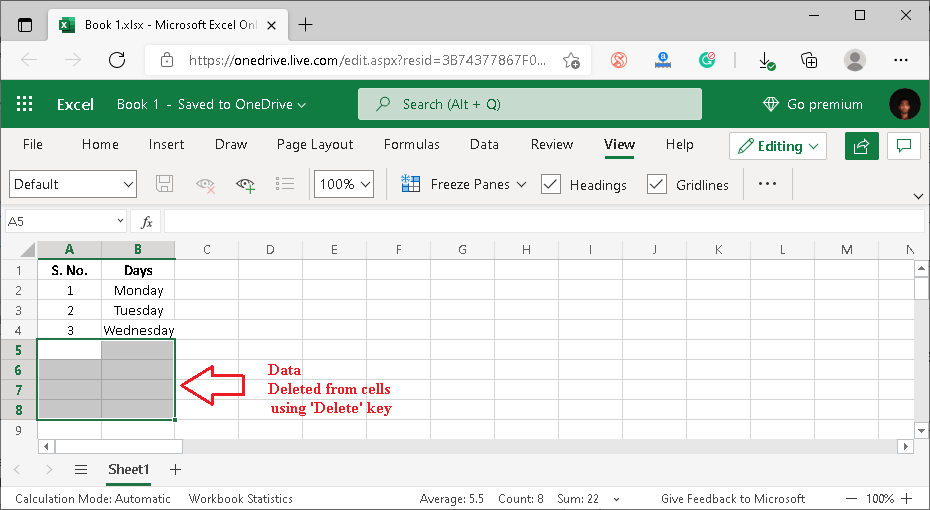 Book 1.xlsx - Microsoft Excel Onl
https://onedrive.live.com/edit.aspx?resid=3B74377867F0...
Excel Book 1 - Saved to OneDrive Search (Alt + Q) Go premium
File Home Insert Draw Page Layout Formulas Data Review View Help Editing
Default 100% Freeze Panes Headings Gridlines
A5 fx
A B C D E F G H I J K L M N
1 S. No. Days
2 1 Monday
3 2 Tuesday
4 3 Wednesday
5
6 Data
7 Deleted from cells
8 using 'Delete' key
9
Sheet1
Calculation Mode: Automatic Workbook Statistics Average: 5.5 Count: 8 Sum: 22 Give Feedback to Microsoft 100%